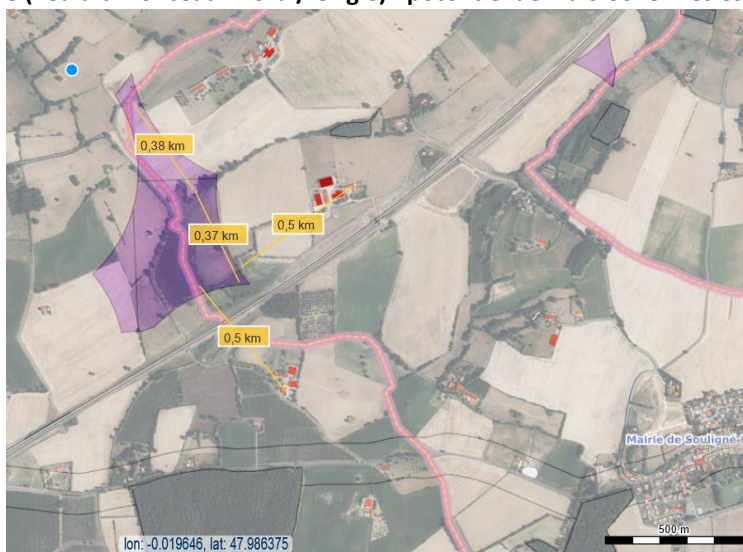 0,38 km
0,5 km
0,37 km
0,5 km
Mairie de Souligné-
500 m
lon: -0.019646, lat: 47.986375